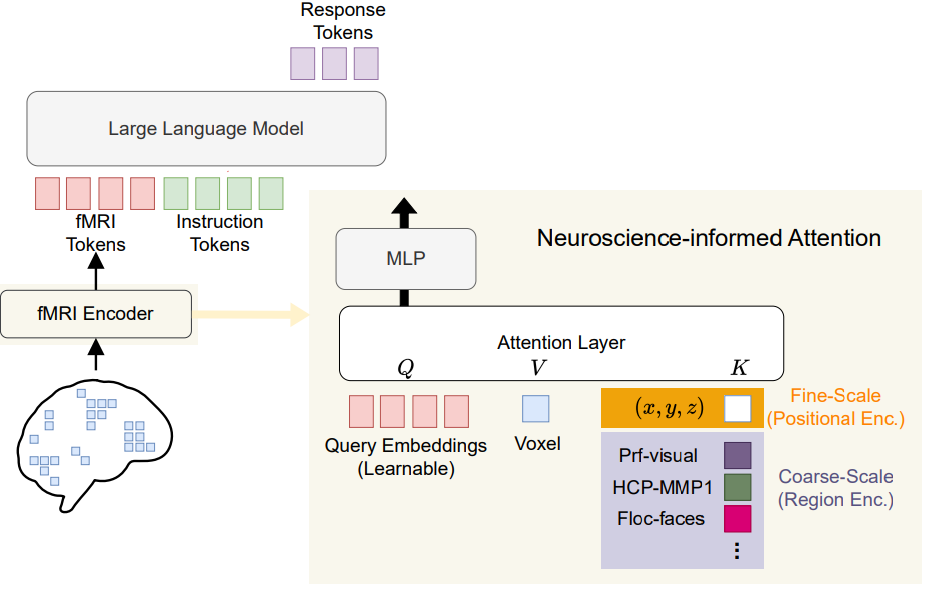 Response
Tokens
Large Language Model
fMRI
Tokens
Instruction
Tokens
fMRI Encoder
Neuroscience-informed Attention
MLP
Attention Layer
Q
V
K
Query Embeddings
(Learnable)
Voxel
(x, y, z)
Fine-Scale
(Positional Enc.)
Prf-visual
HCP-MMP1
Floc-faces
⋮
Coarse-Scale
(Region Enc.)